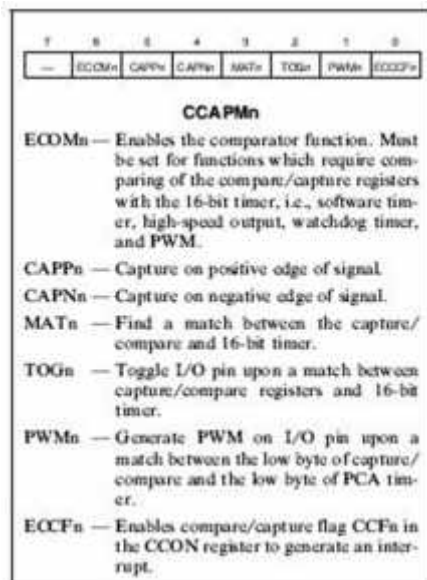 7 6 5 4 3 2 1 0
— ECOMn CAPPn CAPNn MATn TOGn PWMn ECCFn
CCAPMn
ECOMn — Enables the comparator function. Must
be set for functions which require com-
paring of the compare/capture registers
with the 16-bit timer, i.e., software tim-
er, high-speed output, watchdog timer,
and PWM.
CAPPn — Capture on positive edge of signal.
CAPNn — Capture on negative edge of signal.
MATn — Find a match between the capture/
compare and 16-bit timer.
TOGn — Toggle I/O pin upon a match between
capture/compare registers and 16-bit
timer.
PWMn — Generate PWM on I/O pin upon a
match between the low byte of capture/
compare and the low byte of PCA tim-
er.
ECCFn — Enables compare/capture flag CCFn in
the CCON register to generate an inter-
rupt.